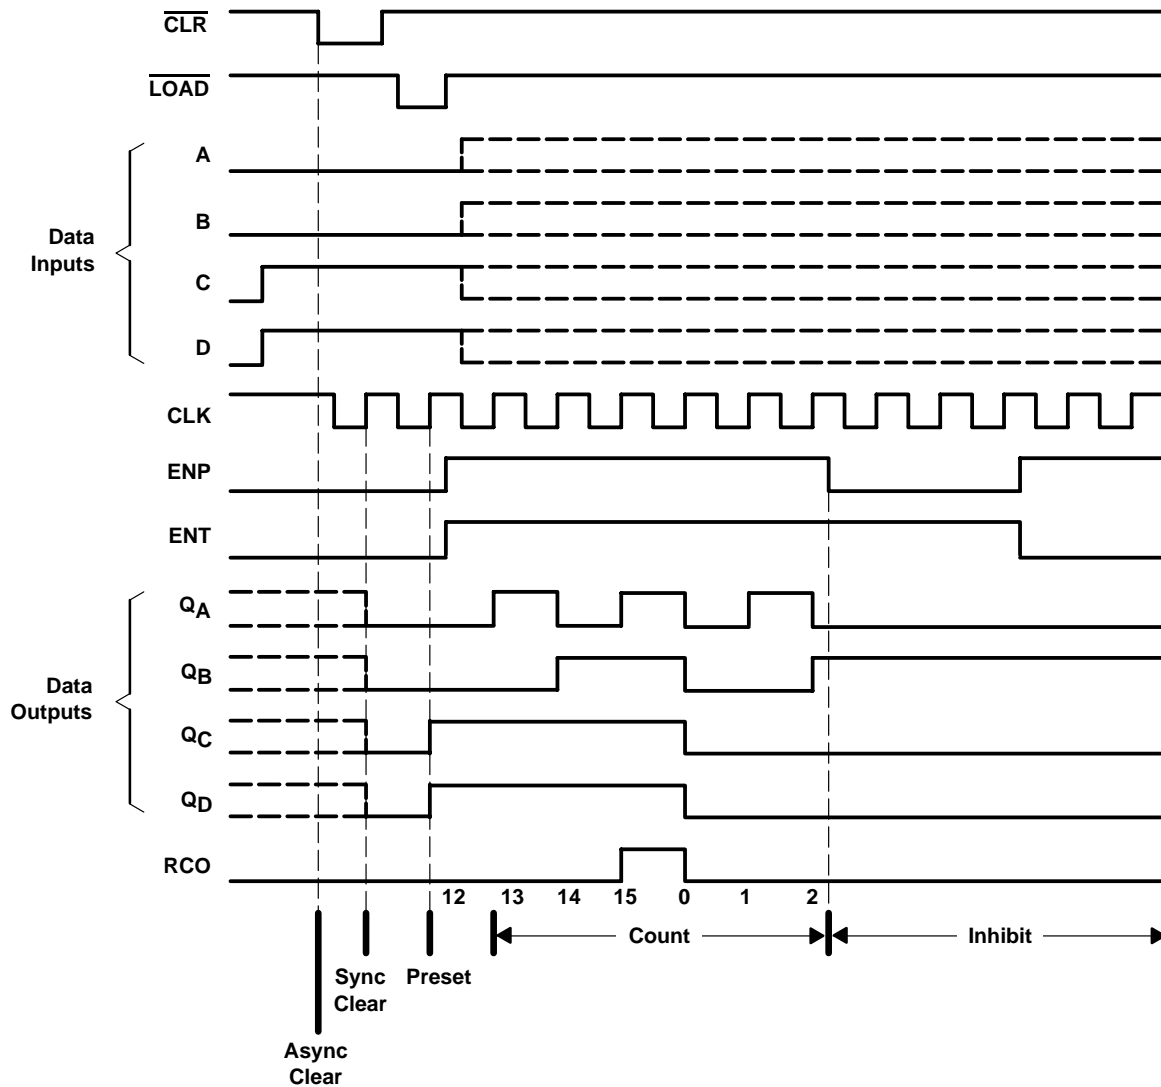 CLR
LOAD
A
B
Data
Inputs
C
D
CLK
ENP
ENT
QA
QB
Data
Outputs
QC
QD
RCO
12 13 14 15 0 1 2
Count Inhibit
Sync
Clear
Preset
Async
Clear